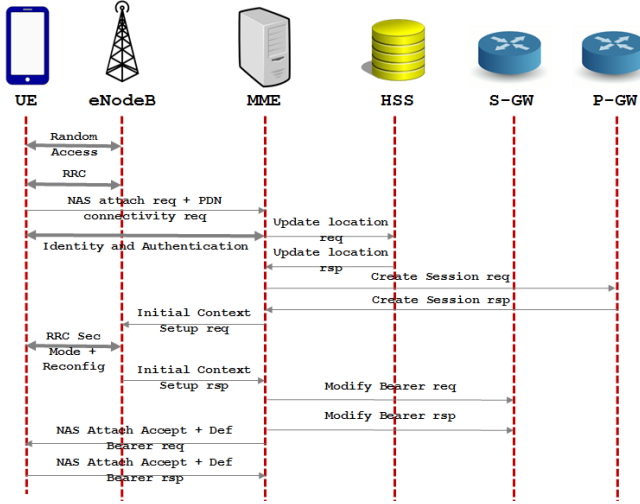 UE eNodeB MME HSS S-GW P-GW
Random
Access
RRC
NAS attach req + PDN
connectivity req
Identity and Authentication
Update location
req
Update location
rsp
Create Session req
Create Session rsp
Initial Context
Setup req
RRC Sec
Mode +
Reconfig
Initial Context
Setup rsp
Modify Bearer req
Modify Bearer rsp
NAS Attach Accept + Def
Bearer req
NAS Attach Accept + Def
Bearer rsp